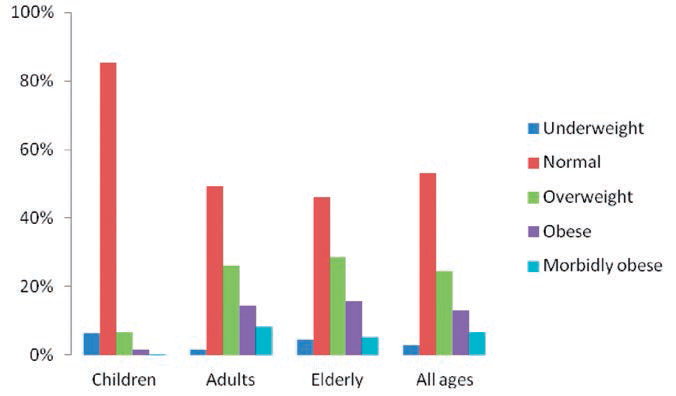 100%
80%
60%
40%
20%
0%
Children
Adults
Elderly
All ages
Underweight
Normal
Overweight
Obese
Morbidly obese